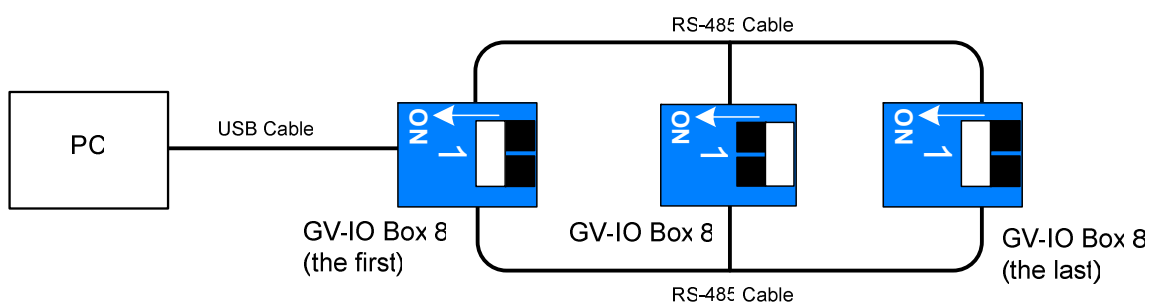 RS-485 Cable
PC
USB Cable
ON
1
ON
1
ON
1
GV-IO Box 8
(the first)
GV-IO Box 8
GV-IO Box 8
(the last)
RS-485 Cable